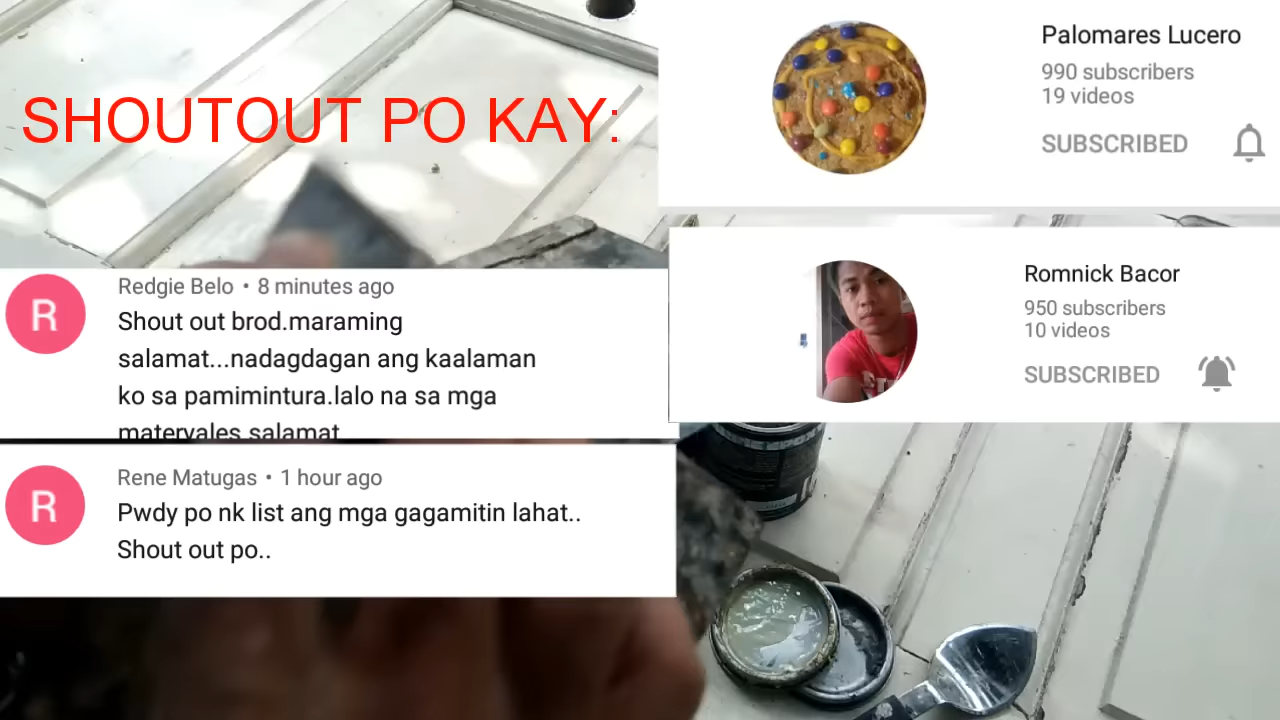 SHOUTOUT PO KAY:
Redgie Belo • 8 minutes ago
Shout out brod.maraming
salamat...nadagdagan ang kaalaman
ko sa pamimintura.lalo na sa mga
materyales salamat
R
Rene Matugas • 1 hour ago
Pwdy po nk list ang mga gagamitin lahat..
Shout out po..
R
Palomares Lucero
990 subscribers
19 videos
SUBSCRIBED
Romnick Bacor
950 subscribers
10 videos
SUBSCRIBED